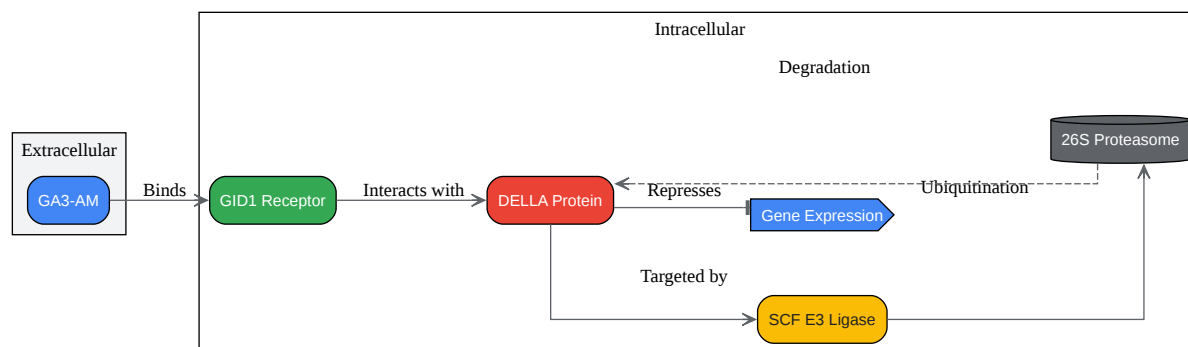 Intracellular
Degradation
26S Proteasome
Extracellular
GA3-AM
Binds
GID1 Receptor
Interacts with
DELLA Protein
Represses
Ubiquitination
Gene Expression
Targeted by
SCF E3 Ligase